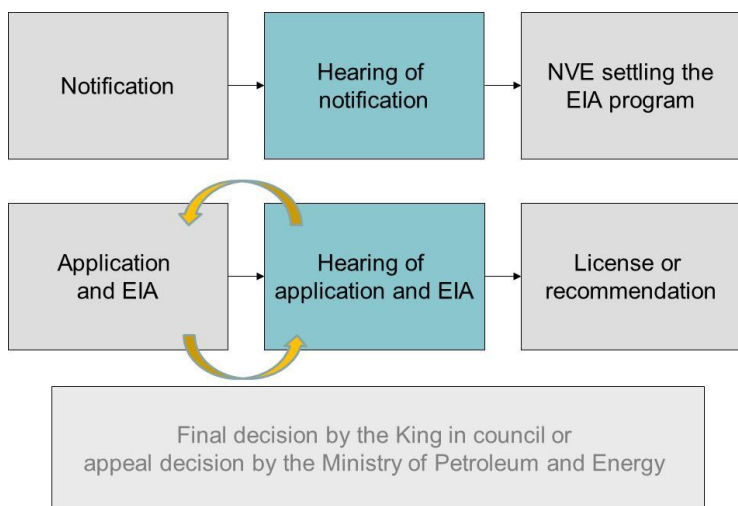 Notification
Hearing of
notification
NVE settling the
EIA program
Application
and EIA
Hearing of
application and EIA
License or
recommendation
Final decision by the King in council or
appeal decision by the Ministry of Petroleum and Energy